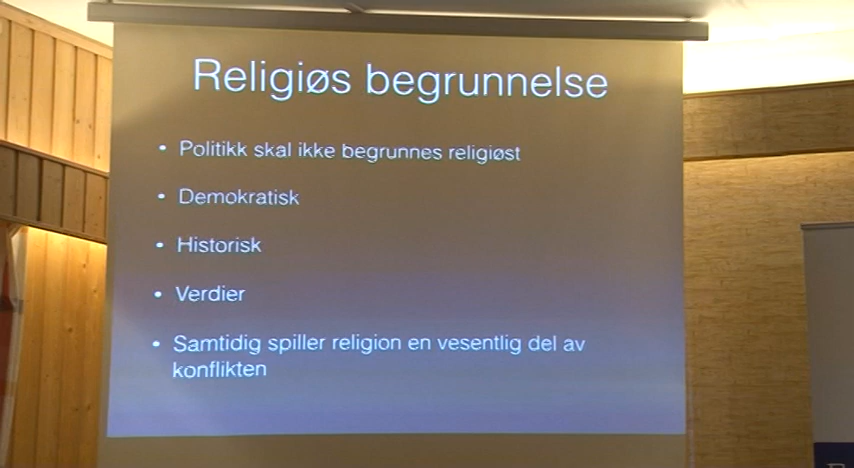 Religiøs begrunnelse
• Politikk skal ikke begrunnes religiøst
• Demokratisk
• Historisk
• Verdier
• Samtidig spiller religion en vesentlig del av
konflikten